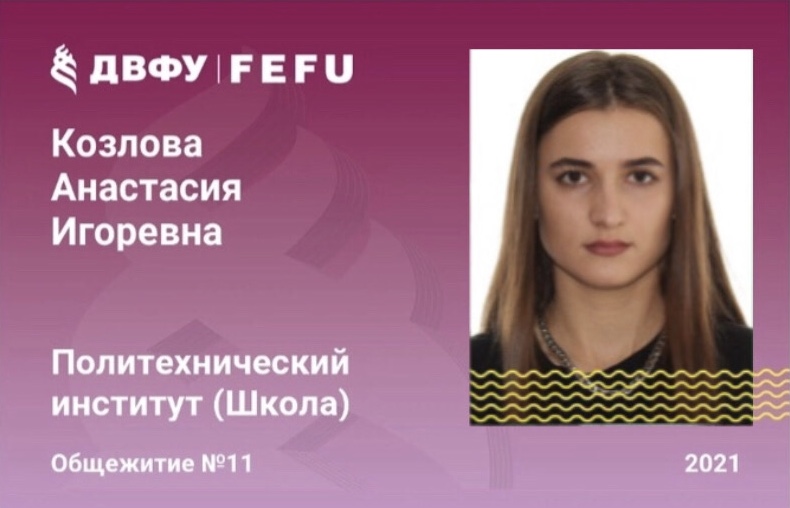 ДВФУ | FEFU
Козлова
Анастасия
Игоревна
Политехнический
институт (Школа)
Общежитие №11
2021